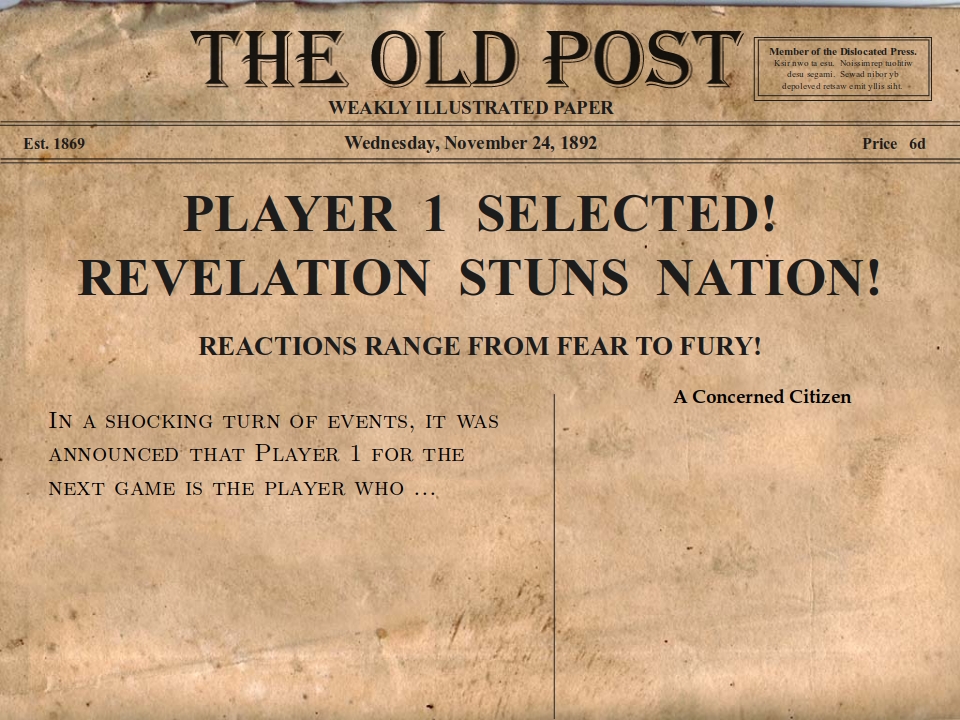 THE OLD POST
Member of the Dislocated Press.
Ksir nwo ta esu. Noissimrep tuolitiw
desu segami. Sewad nibor yb
depoleved retsaw emit yllis siht.
WEAKLY ILLUSTRATED PAPER
Est. 1869
Wednesday, November 24, 1892
Price 6d
PLAYER 1 SELECTED!
REVELATION STUNS NATION!
REACTIONS RANGE FROM FEAR TO FURY!
In a shocking turn of events, it was
announced that Player 1 for the
next game is the player who ...
A Concerned Citizen